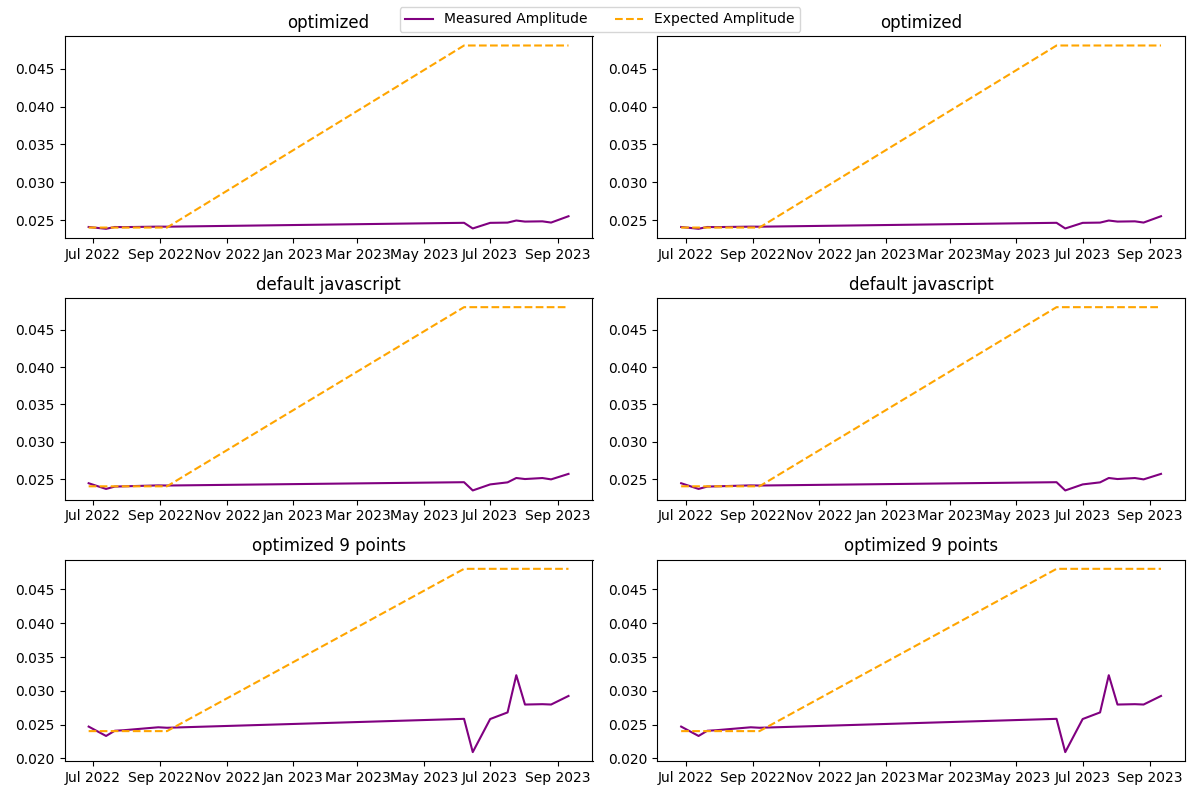 Measured Amplitude Expected Amplitude
optimized optimized
0.045 0.045
0.040 0.040
0.035 0.035
0.030 0.030
0.025 0.025
Jul 2022 Sep 2022 Nov 2022 Jan 2023 Mar 2023 May 2023 Jul 2023 Sep 2023 Jul 2022 Sep 2022 Nov 2022 Jan 2023 Mar 2023 May 2023 Jul 2023 Sep 2023
default javascript default javascript
0.045 0.045
0.040 0.040
0.035 0.035
0.030 0.030
0.025 0.025
Jul 2022 Sep 2022 Nov 2022 Jan 2023 Mar 2023 May 2023 Jul 2023 Sep 2023 Jul 2022 Sep 2022 Nov 2022 Jan 2023 Mar 2023 May 2023 Jul 2023 Sep 2023
optimized 9 points optimized 9 points
0.045 0.045
0.040 0.040
0.035 0.035
0.030 0.030
0.025 0.025
0.020 0.020
Jul 2022 Sep 2022 Nov 2022 Jan 2023 Mar 2023 May 2023 Jul 2023 Sep 2023 Jul 2022 Sep 2022 Nov 2022 Jan 2023 Mar 2023 May 2023 Jul 2023 Sep 2023